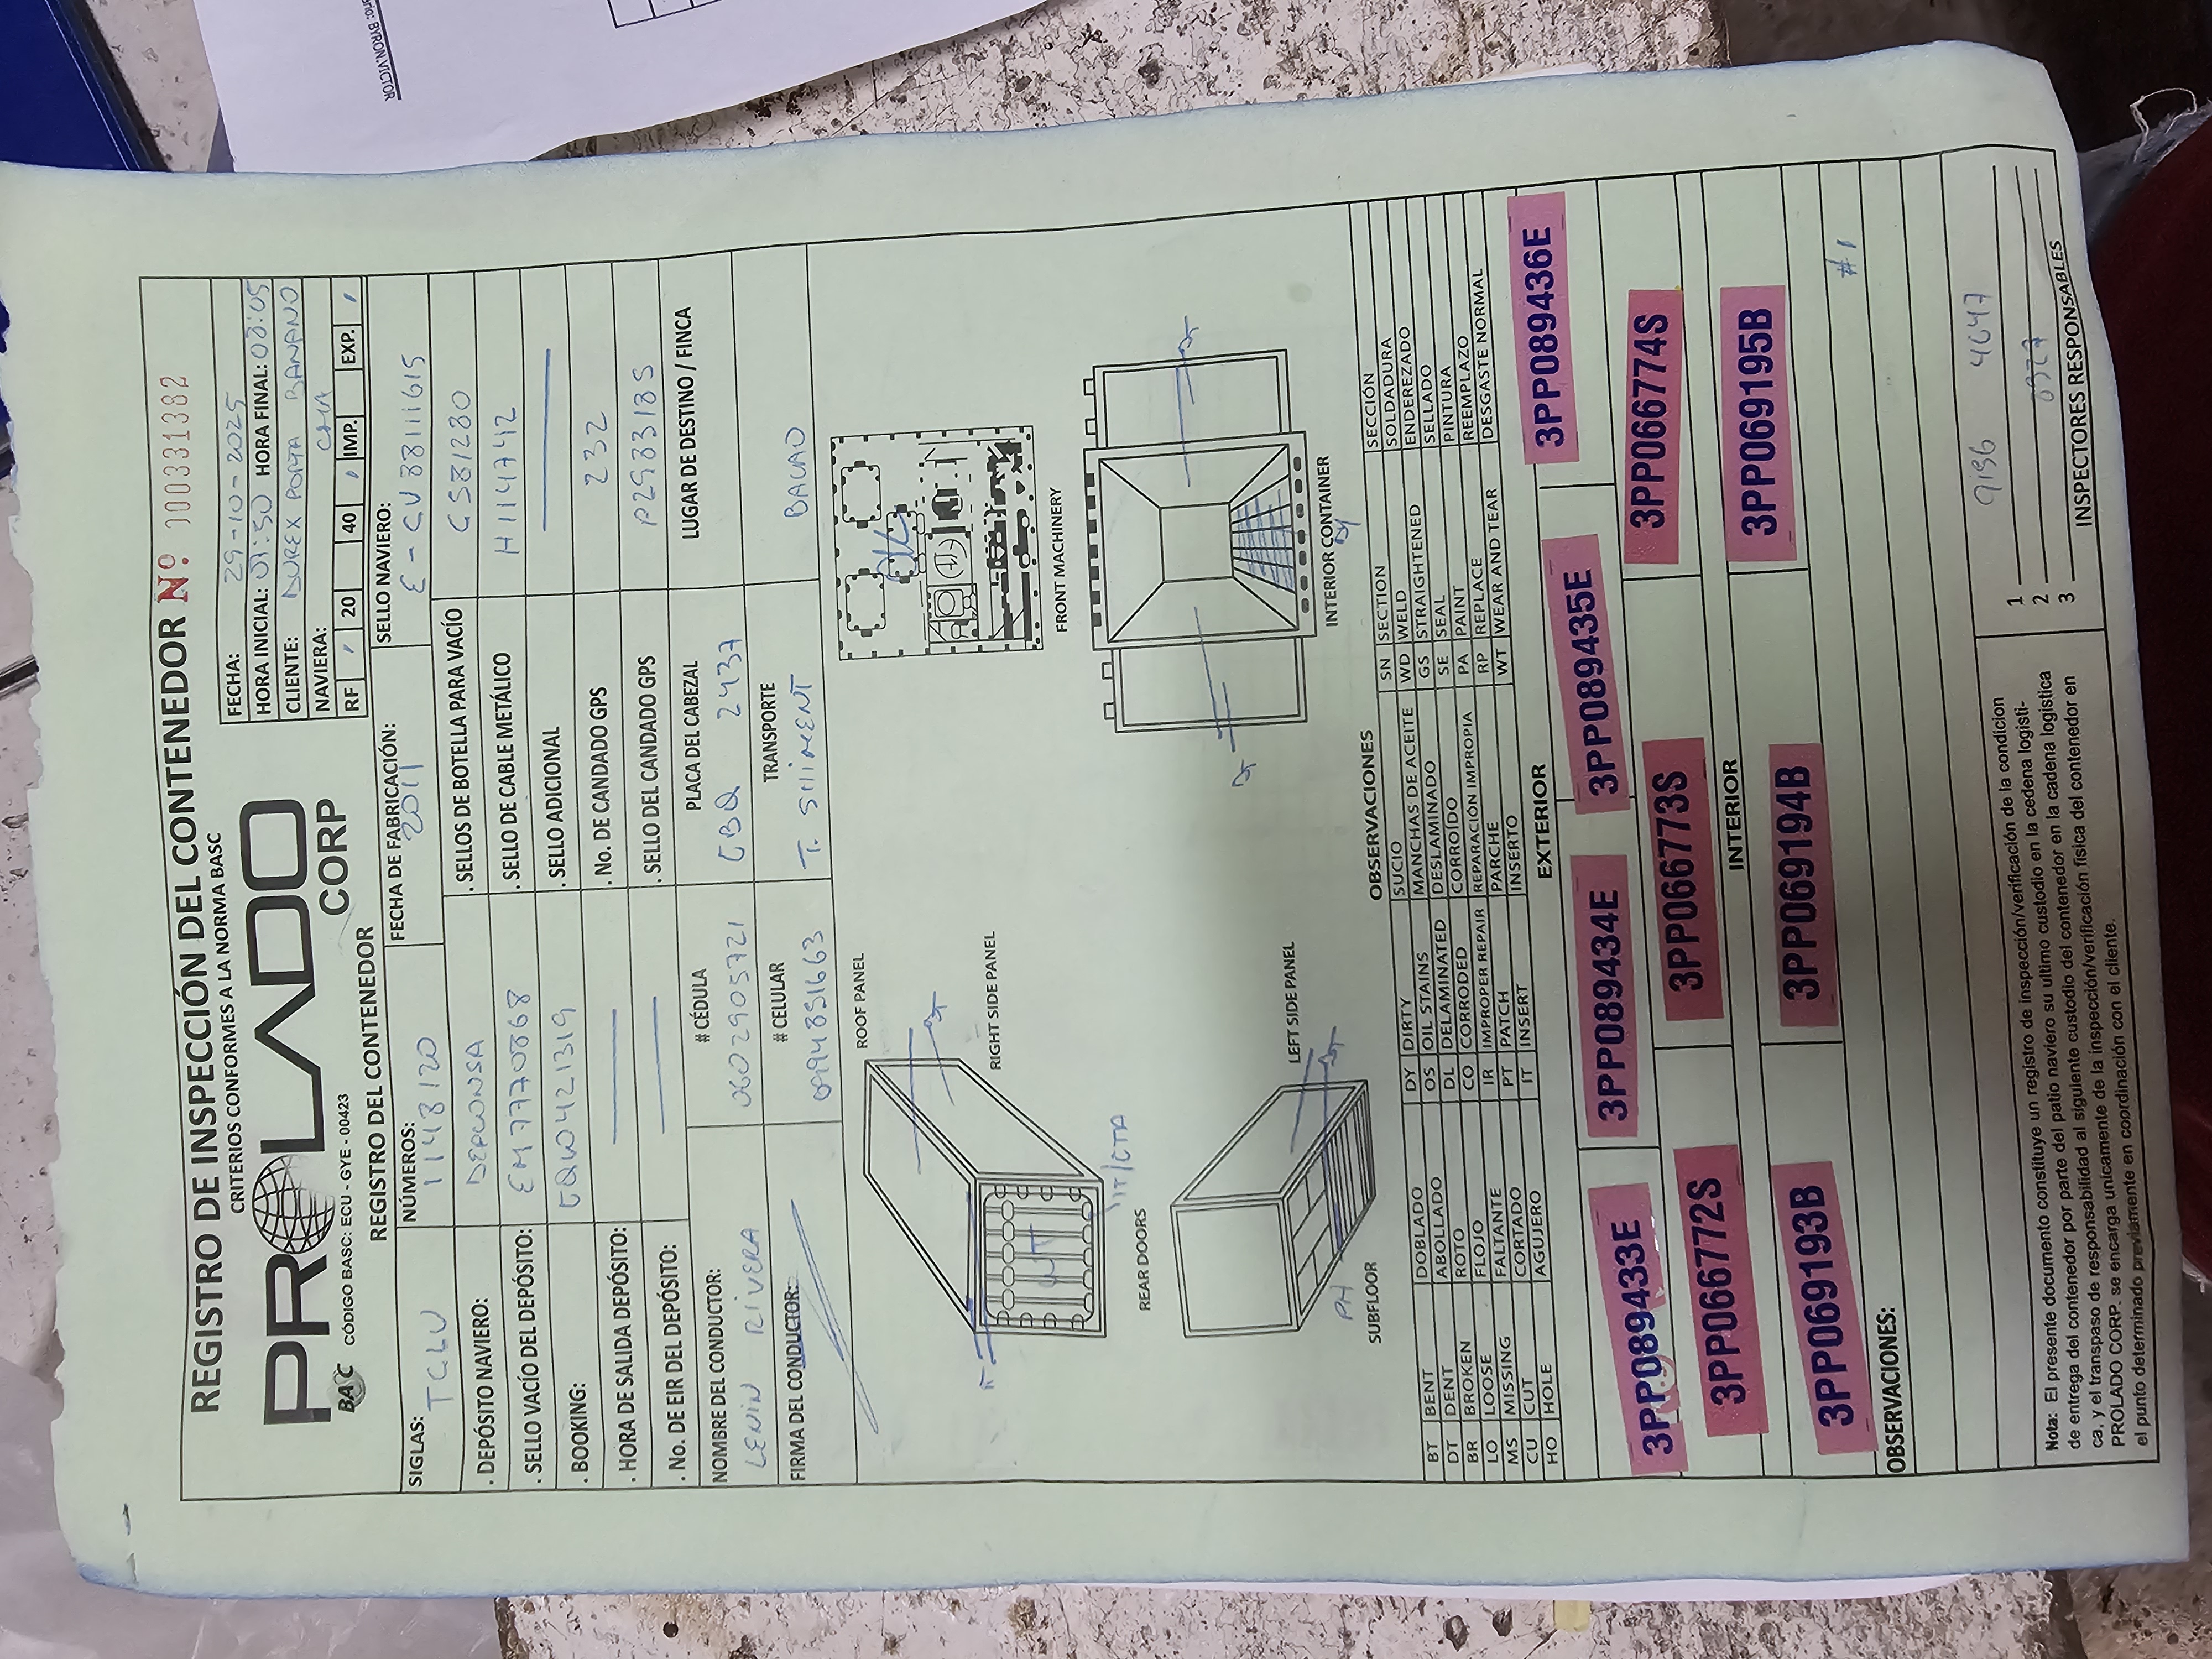 REGISTRO DE INSPECCIÓN DEL CONTENEDOR Nº 000331382
CRITERIOS CONFORMES A LA NORMA BASC
PROLADO
CORP
BASC CÓDIGO BASC: ECU - GYE - 00423
FECHA: 29-10-2025
HORA INICIAL: 07:50 HORA FINAL: 08:05
CLIENTE: DUREX PORTA BANANO
NAVIERA: CMA
RF 20 40 IMP. EXP.
REGISTRO DEL CONTENEDOR
SIGLAS: TCLU
NÚMEROS: 1148120
FECHA DE FABRICACIÓN: 2011
SELLO NAVIERO:
. DEPÓSITO NAVIERO: DEPCONSA
. SELLOS DE BOTELLA PARA VACÍO
. SELLO VACÍO DEL DEPÓSITO: EM7770868
. SELLO DE CABLE METÁLICO H114742
. BOOKING:
. SELLO ADICIONAL
. HORA DE SALIDA DEPÓSITO:
. No. DE CANDADO GPS 232
. No. DE EIR DEL DEPÓSITO:
. SELLO DEL CANDADO GPS
NOMBRE DEL CONDUCTOR: LENIN RIVERA
# CÉDULA 0602905721
PLACA DEL CABEZAL 2437
LUGAR DE DESTINO / FINCA
BALAO
FIRMA DEL CONDUCTOR:
# CELULAR 0994851663
TRANSPORTE
ROOF PANEL
RIGHT SIDE PANEL
OK
WT
FRONT MACHINERY
IT/CTA
REAR DOORS
LEFT SIDE PANEL
PH
SUBFLOOR
INTERIOR CONTAINER
DY
OBSERVACIONES
BT BENT DOBLADO DY DIRTY SUCIO SN SECTION SECCIÓN
DT DENT ABOLLADO OS OIL STAINS MANCHAS DE ACEITE WD WELD SOLDADURA
BR BROKEN ROTO DL DELAMINATED DESLAMINADO GS STRAIGHTENED ENDEREZADO
LO LOOSE FLOJO CO CORRODED CORROÍDO SE SEAL SELLADO
MS MISSING FALTANTE IR IMPROPER REPAIR REPARACIÓN IMPROPIA PA PAINT PINTURA
CU CUT CORTADO PT PATCH PARCHE RP REPLACE REEMPLAZO
HO HOLE AGUJERO IT INSERT INSERTO WT WEAR AND TEAR DESGASTE NORMAL
EXTERIOR
3PP089433E 3PP089434E 3PP089435E 3PP089436E
3PP066772S 3PP066773S 3PP066774S
INTERIOR
3PP069193B 3PP069194B 3PP069195B
#1
OBSERVACIONES:
Nota: El presente documento constituye un registro de inspección/verificación de la condicion
de entrega del contenedor por parte del patio naviero su ultimo custodio en la cedena logisti-
ca, y el transpaso de responsabilidad al siguiente custodio del contenedor en la cadena logistica
PROLADO CORP. se encarga unicamente de la inspección/verificación fisica del contenedor en
el punto determinado previamente en coordinación con el cliente.
1
2
3
INSPECTORES RESPONSABLES
BYRON.VICTOR